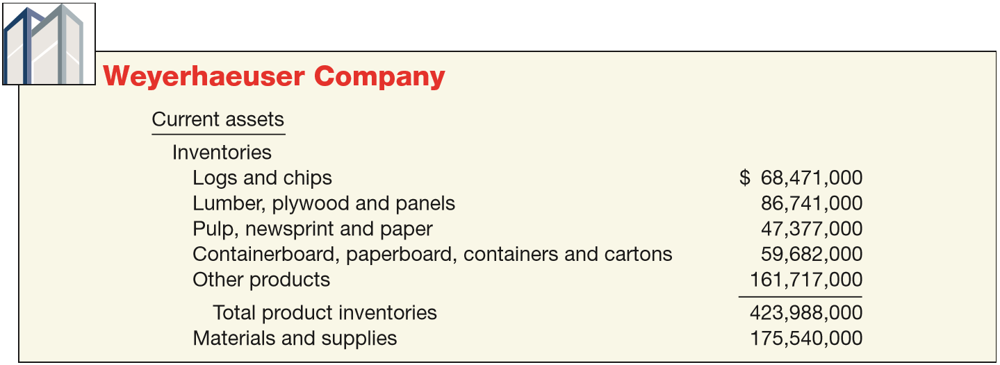 Weyerhaeuser Company
Current assets
Inventories
Logs and chips $ 68,471,000
Lumber, plywood and panels 86,741,000
Pulp, newsprint and paper 47,377,000
Containerboard, paperboard, containers and cartons 59,682,000
Other products 161,717,000
Total product inventories 423,988,000
Materials and supplies 175,540,000